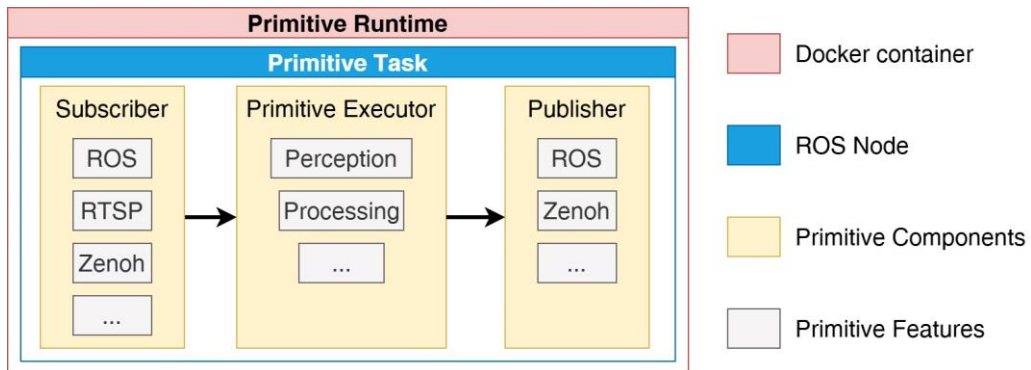 Primitive Runtime
Primitive Task
Subscriber
ROS
RTSP
Zenoh
...
Primitive Executor
Perception
Processing
...
Publisher
ROS
Zenoh
...
Docker container
ROS Node
Primitive Components
Primitive Features